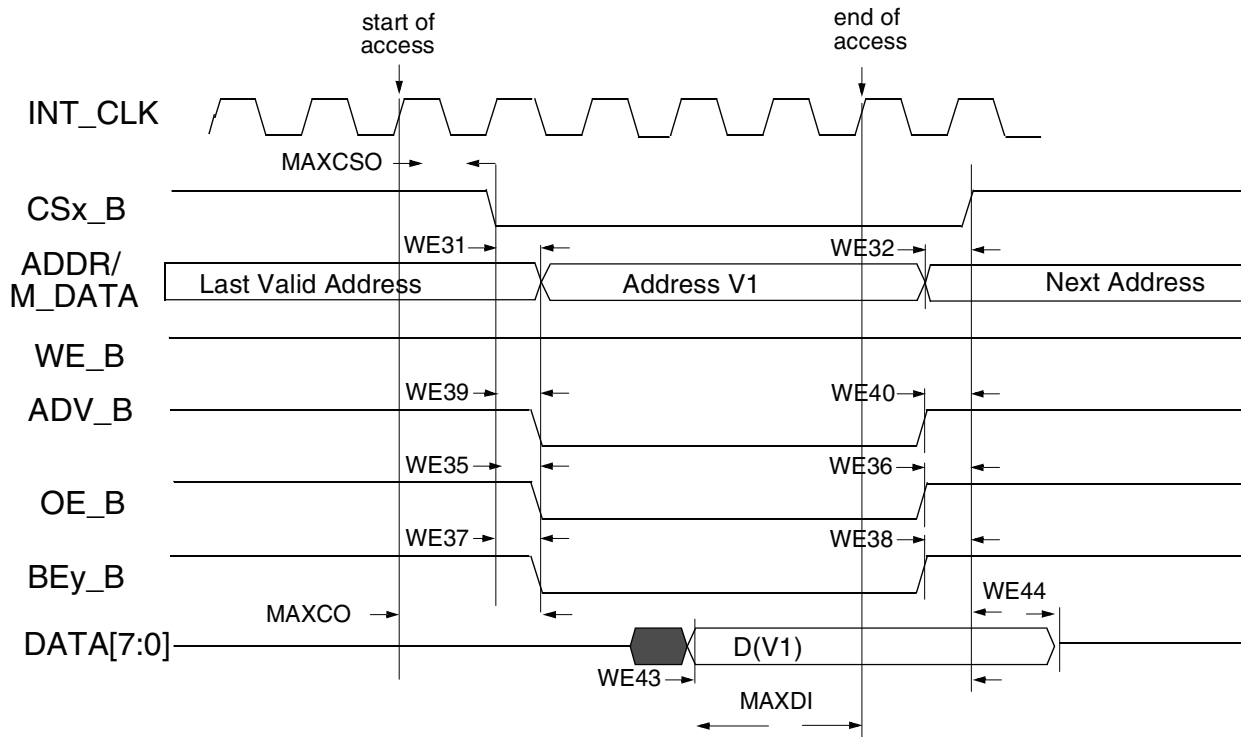 start of
access
end of
access
INT_CLK
MAXCSO
CSx_B
WE31
WE32
ADDR/
M_DATA
Last Valid Address
Address V1
Next Address
WE_B
WE39
WE40
ADV_B
WE35
WE36
OE_B
WE37
WE38
BEy_B
WE44
MAXCO
DATA[7:0]
D(V1)
WE43
MAXDI